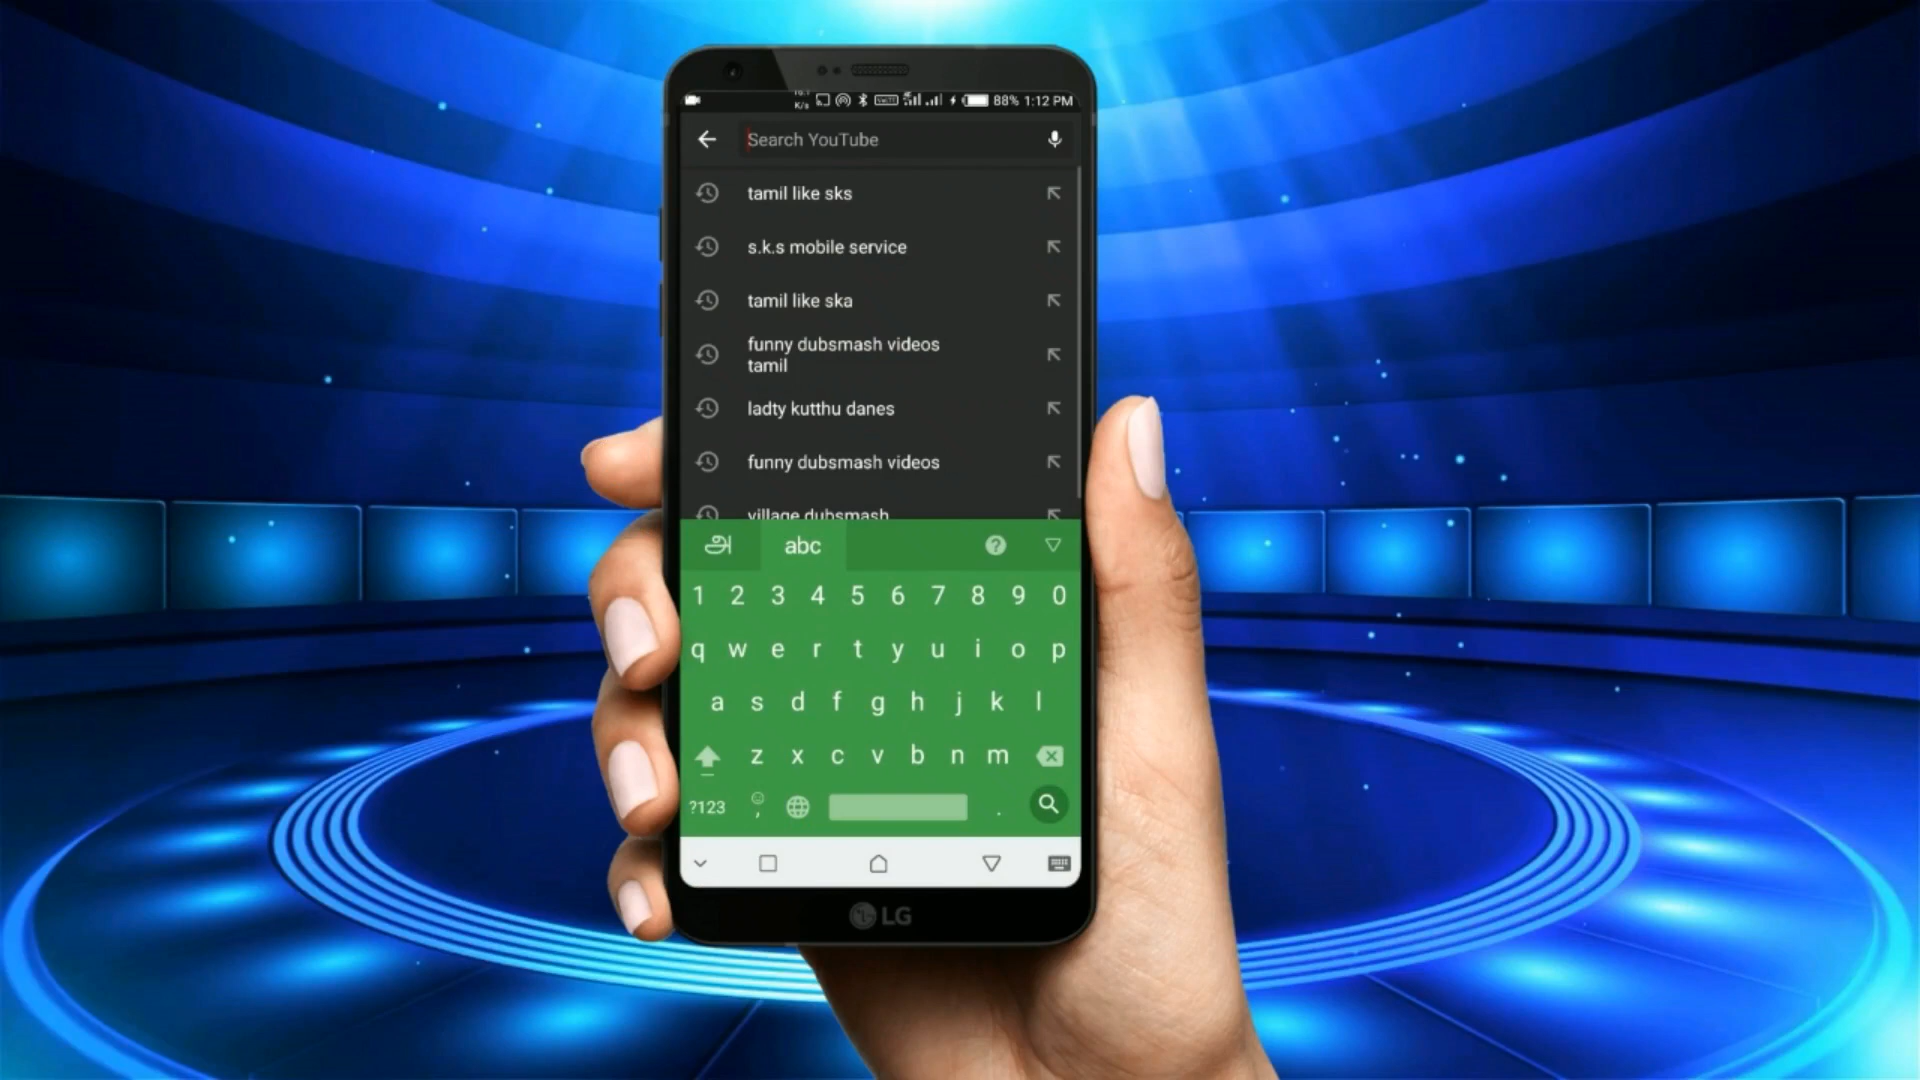 K/s VoLTE 88% 1:12 PM
Search YouTube
tamil like sks
s.k.s mobile service
tamil like ska
funny dubsmash videos
tamil
ladty kutthu danes
funny dubsmash videos
village dubsmash
அ abc ?
1 2 3 4 5 6 7 8 9 0
q w e r t y u i o p
a s d f g h j k l
z x c v b n m
?123 , .
LG